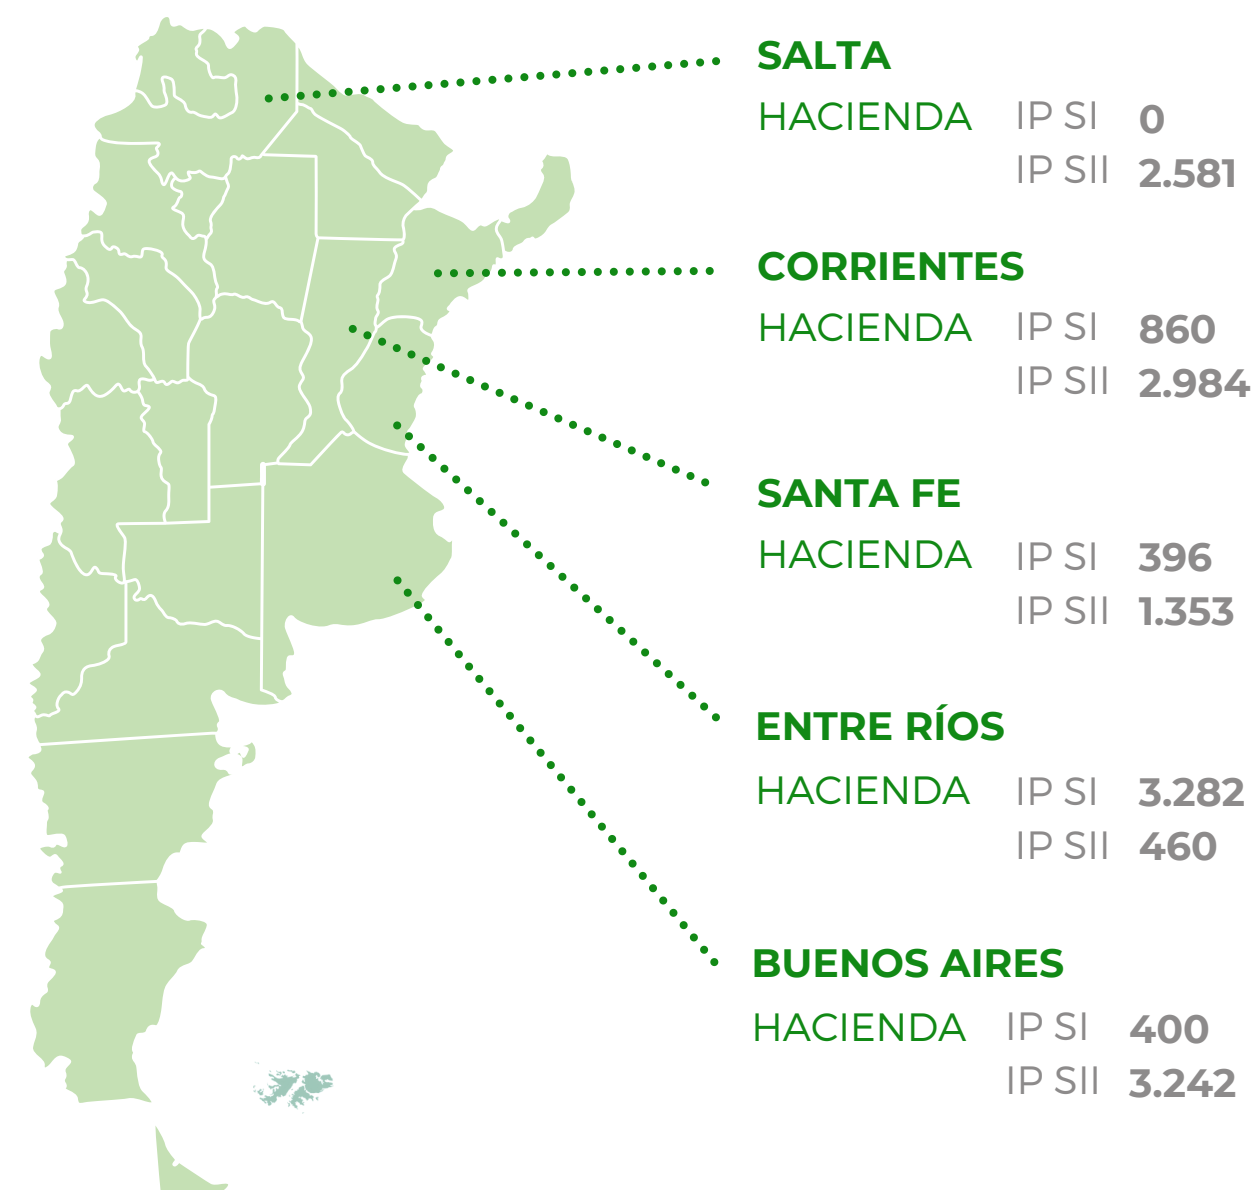 SALTA
HACIENDA IP SI 0
IP SII 2.581
CORRIENTES
HACIENDA IP SI 860
IP SII 2.984
SANTA FE
HACIENDA IP SI 396
IP SII 1.353
ENTRE RÍOS
HACIENDA IP SI 3.282
IP SII 460
BUENOS AIRES
HACIENDA IP SI 400
IP SII 3.242